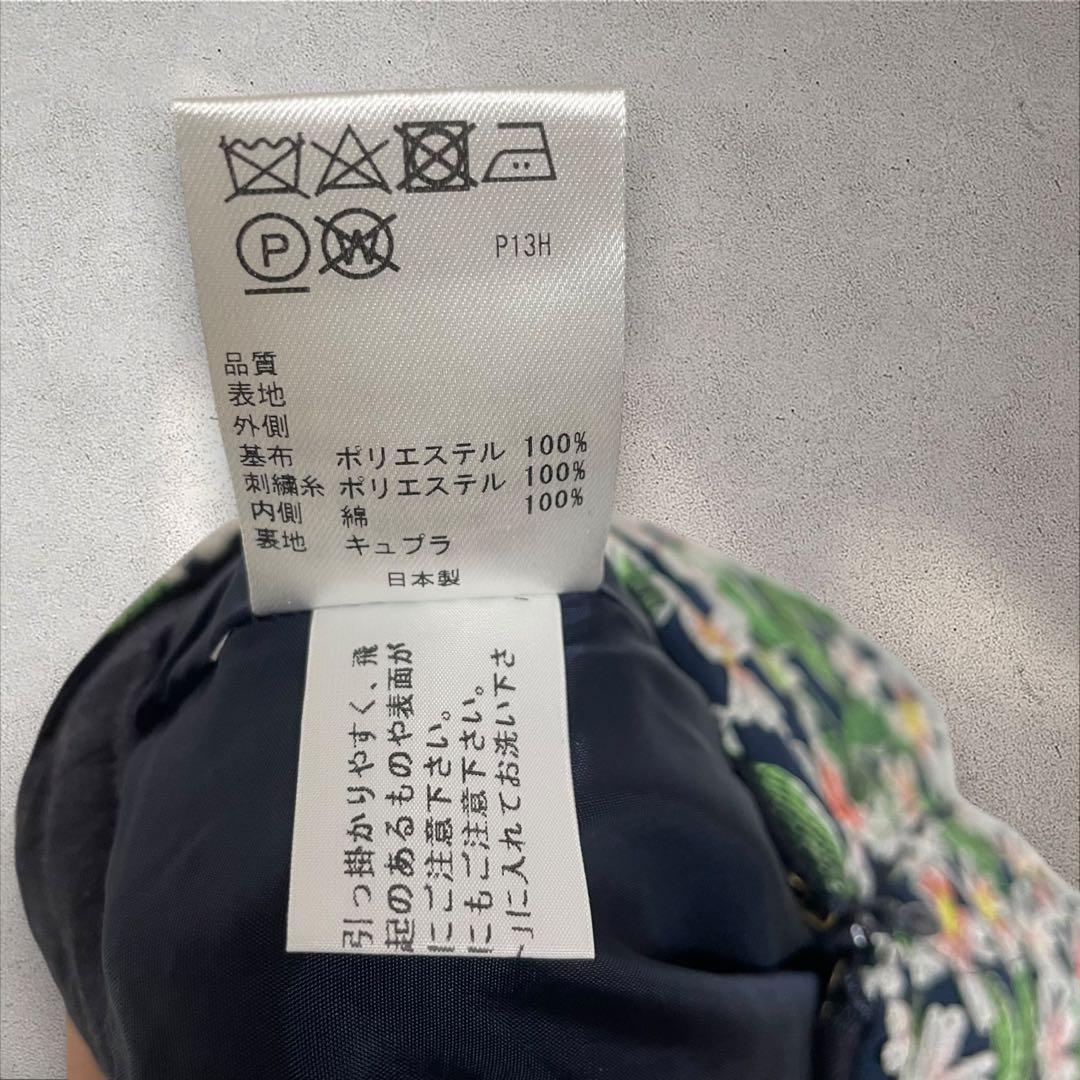 P
W
P13H
品質
表地
外側
基布 ポリエステル 100%
刺繍糸 ポリエステル 100%
内側 綿 100%
裏地 キュプラ
日本製
引っ掛かりやすく、飛
起のあるものや表面が
にご注意下さい。
にもご注意下さい。
」に入れてお洗い下さ